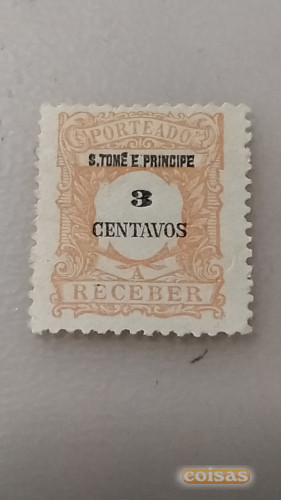 PORTEADO
S. TOMÉ E PRINCIPE
3
CENTAVOS
A
RECEBER
coisas